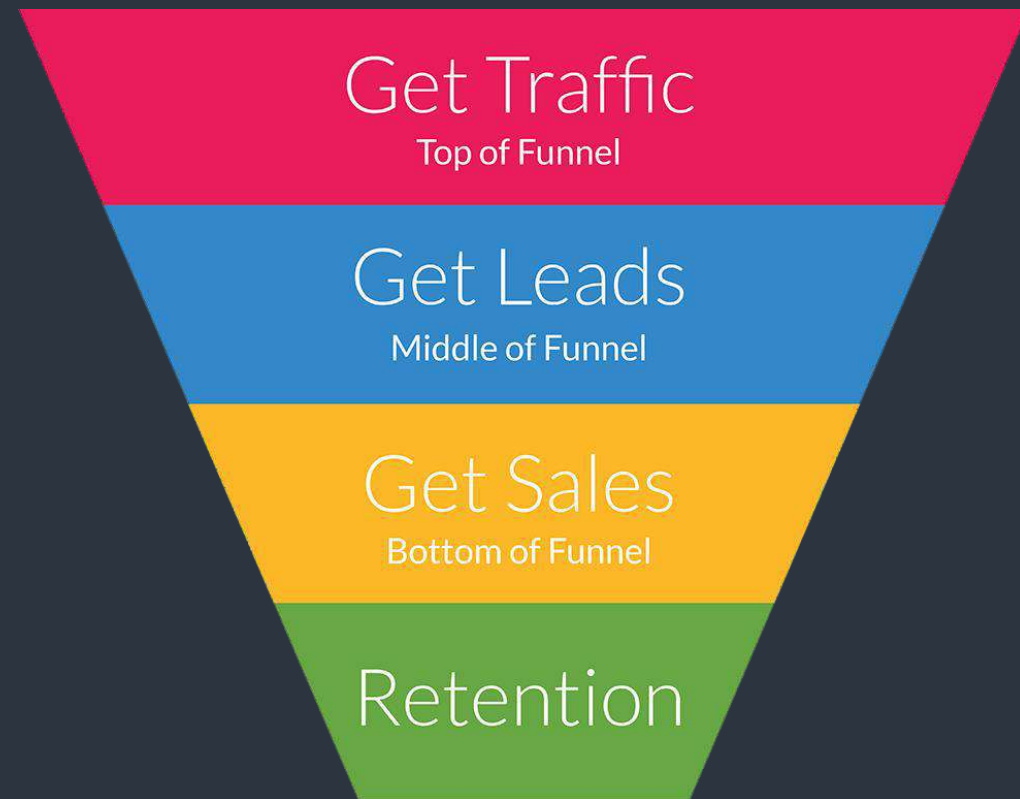 Get Traffic
Top of Funnel
Get Leads
Middle of Funnel
Get Sales
Bottom of Funnel
Retention